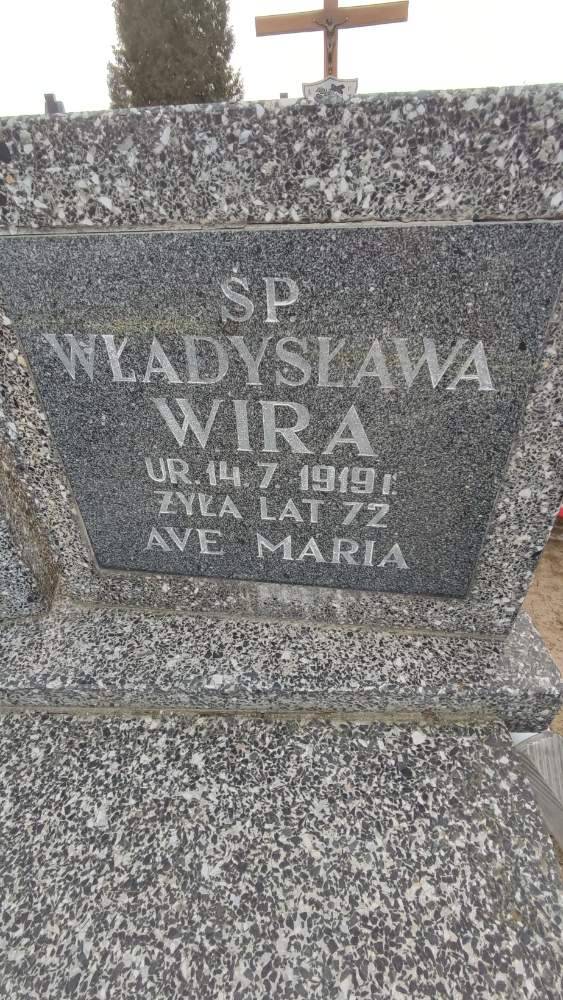 ŚP.
WŁADYSŁAWA
WIRA
UR. 14. 7. 1919 r.
ŻYŁA LAT 72
AVE MARIA